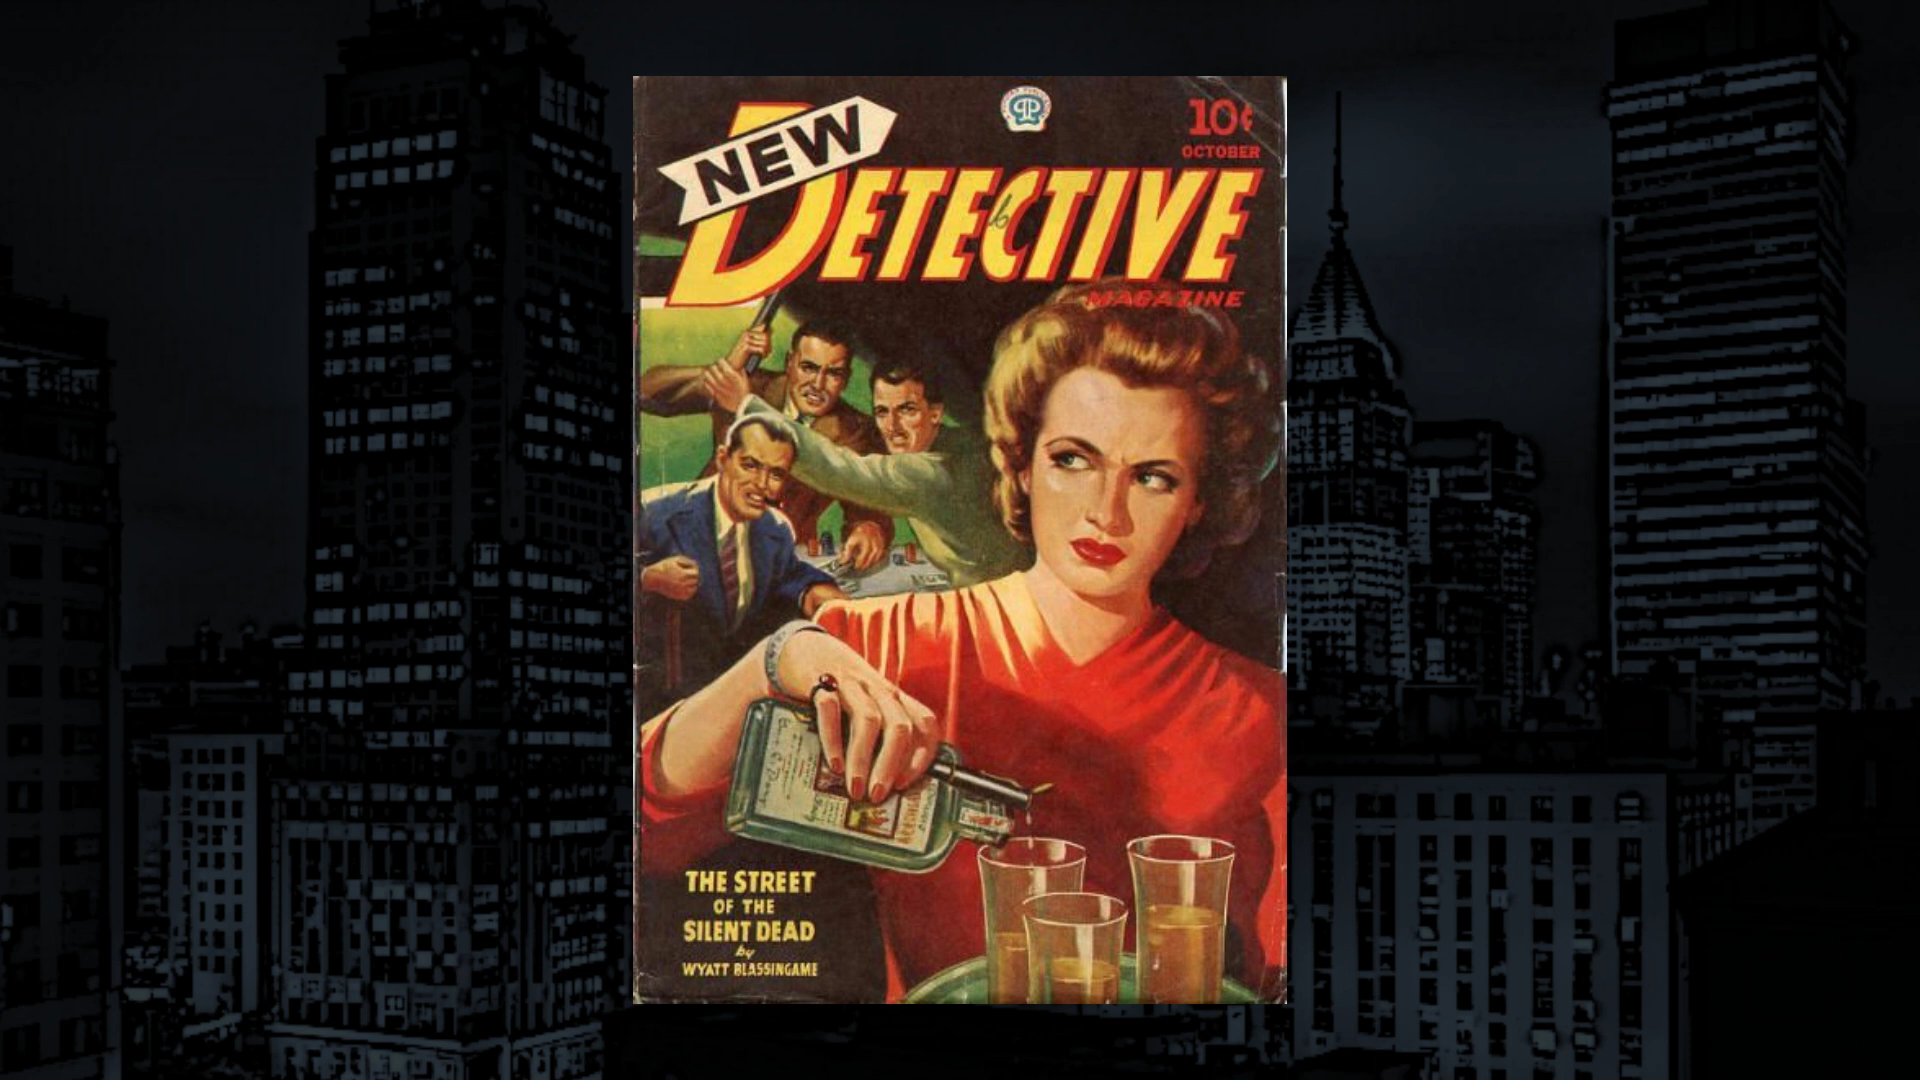 NEW
DETECTIVE
MAGAZINE
10¢
OCTOBER
THE STREET
OF THE
SILENT DEAD
by
WYATT BLASSINGAME